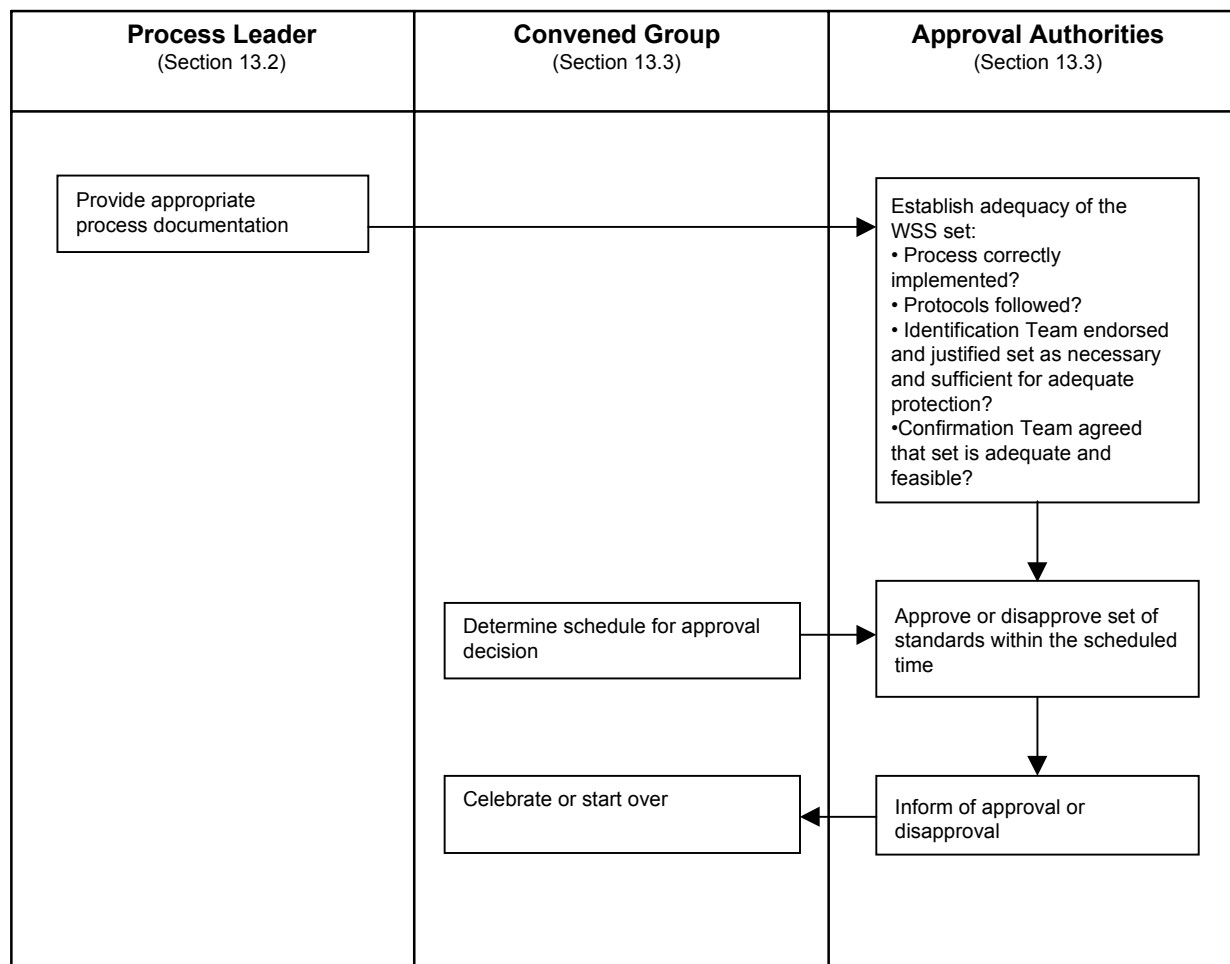 Process Leader
(Section 13.2)
Convened Group
(Section 13.3)
Approval Authorities
(Section 13.3)
Provide appropriate
process documentation
Establish adequacy of the
WSS set:
• Process correctly
implemented?
• Protocols followed?
• Identification Team endorsed
and justified set as necessary
and sufficient for adequate
protection?
•Confirmation Team agreed
that set is adequate and
feasible?
Determine schedule for approval
decision
Approve or disapprove set of
standards within the scheduled
time
Celebrate or start over
Inform of approval or
disapproval